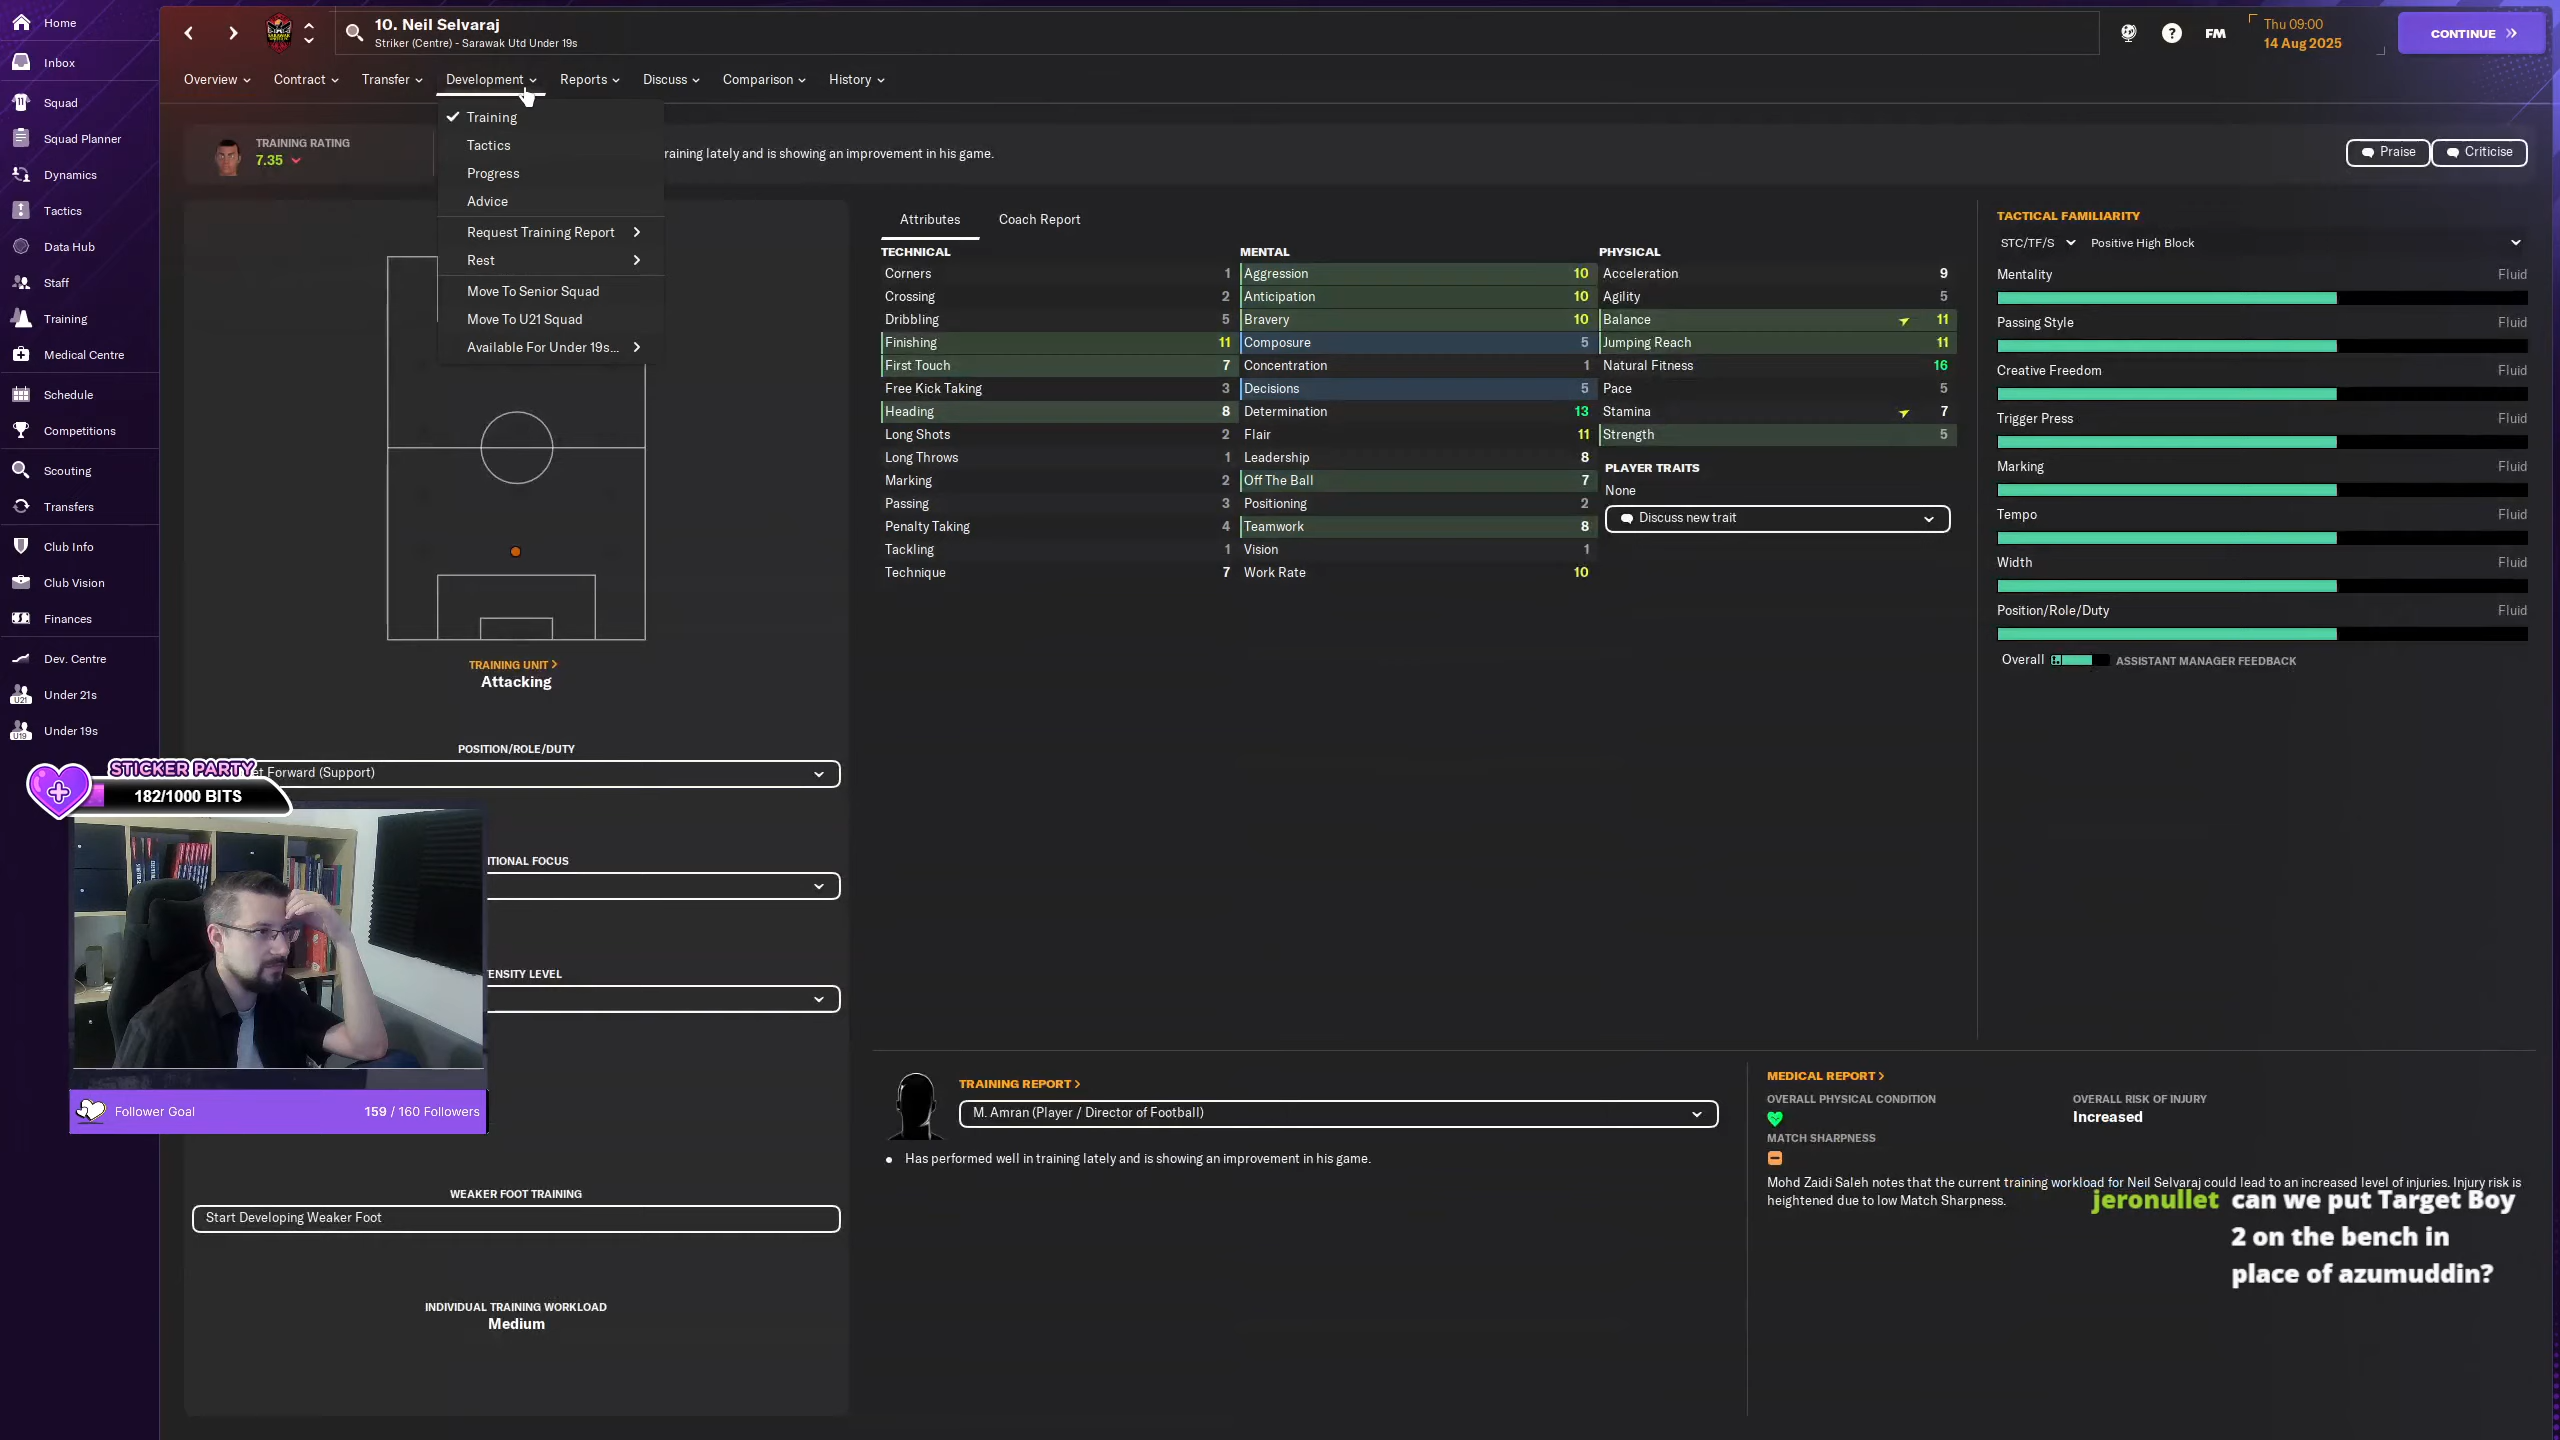 Home
Inbox
Squad
Squad Planner
Dynamics
Tactics
Data Hub
Staff
Training
Medical Centre
Schedule
Competitions
Scouting
Transfers
Club Info
Club Vision
Finances
Dev. Centre
Under 21s
Under 19s
10. Neil Selvaraj
Striker (Centre) - Sarawak Utd Under 19s
FM
Thu 09:00
14 Aug 2025
CONTINUE
Overview
Contract
Transfer
Development
Reports
Discuss
Comparison
History
Training
Tactics
Progress
Advice
Request Training Report
Rest
Move To Senior Squad
Move To U21 Squad
Available For Under 19s...
TRAINING RATING
7.35
raining lately and is showing an improvement in his game.
Praise
Criticise
TRAINING UNIT
Attacking
POSITION/ROLE/DUTY
et Forward (Support)
ITIONAL FOCUS
ENSITY LEVEL
WEAKER FOOT TRAINING
Start Developing Weaker Foot
INDIVIDUAL TRAINING WORKLOAD
Medium
STICKER PARTY
182/1000 BITS
Follower Goal
159 / 160 Followers
Attributes
Coach Report
TECHNICAL
Corners 1
Crossing 2
Dribbling 5
Finishing 11
First Touch 7
Free Kick Taking 3
Heading 8
Long Shots 2
Long Throws 1
Marking 2
Passing 3
Penalty Taking 4
Tackling 1
Technique 7
MENTAL
Aggression 10
Anticipation 10
Bravery 10
Composure 5
Concentration 1
Decisions 5
Determination 13
Flair 11
Leadership 8
Off The Ball 7
Positioning 2
Teamwork 8
Vision 1
Work Rate 10
PHYSICAL
Acceleration 9
Agility 5
Balance 11
Jumping Reach 11
Natural Fitness 16
Pace 5
Stamina 7
Strength 5
PLAYER TRAITS
None
Discuss new trait
TACTICAL FAMILIARITY
STC/TF/S
Positive High Block
Mentality Fluid
Passing Style Fluid
Creative Freedom Fluid
Trigger Press Fluid
Marking Fluid
Tempo Fluid
Width Fluid
Position/Role/Duty Fluid
Overall
ASSISTANT MANAGER FEEDBACK
TRAINING REPORT
M. Amran (Player / Director of Football)
Has performed well in training lately and is showing an improvement in his game.
MEDICAL REPORT
OVERALL PHYSICAL CONDITION
OVERALL RISK OF INJURY
Increased
MATCH SHARPNESS
Mohd Zaidi Saleh notes that the current training workload for Neil Selvaraj could lead to an increased level of injuries. Injury risk is
heightened due to low Match Sharpness.
jeronullet can we put Target Boy
2 on the bench in
place of azumuddin?